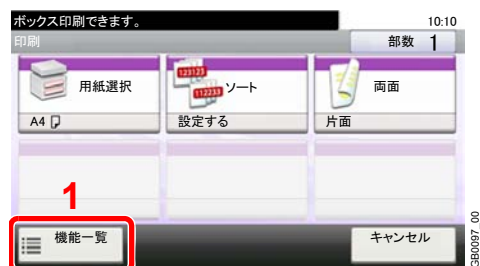 ボックス印刷できます。 10:10
印刷 部数 1
123123
112233
用紙選択 ソート 両面
A4 設定する 片面
1
機能一覧 キャンセル
GB0097_00